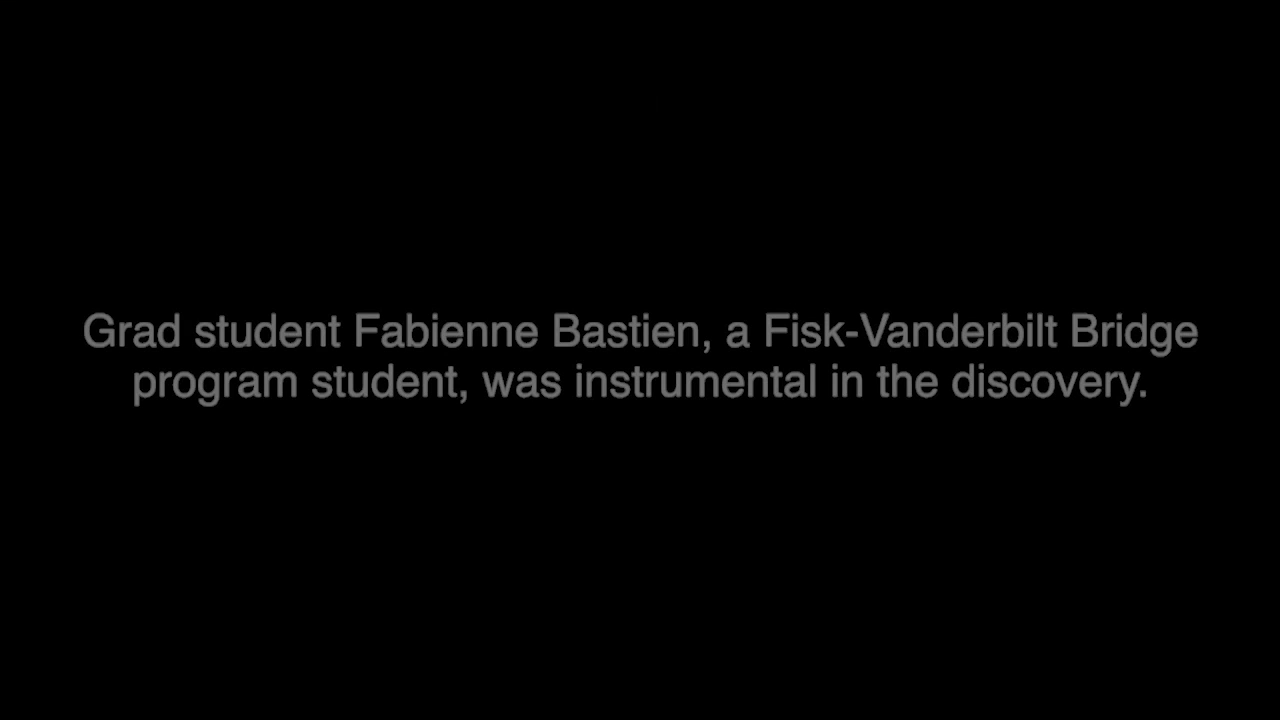 Grad student Fabienne Bastien, a Fisk-Vanderbilt Bridge
program student, was instrumental in the discovery.